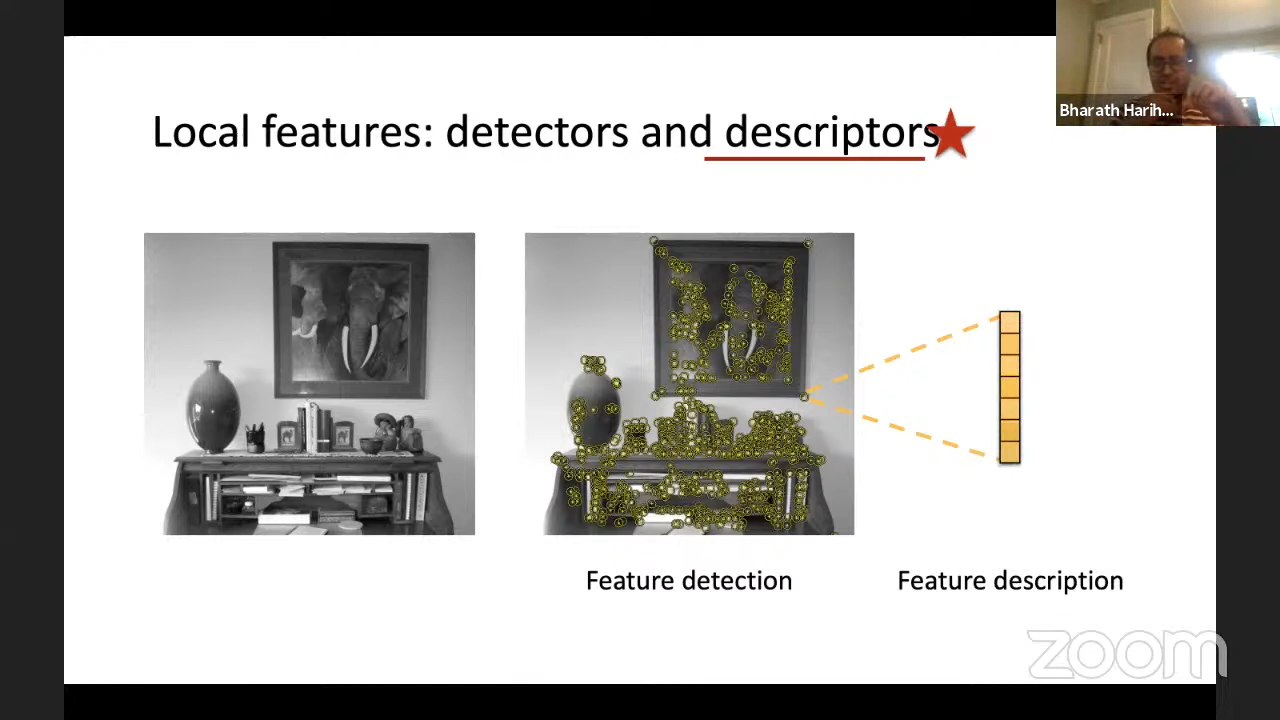 Local features: detectors and descriptors
Bharath Harih...
Feature detection
Feature description
zoom